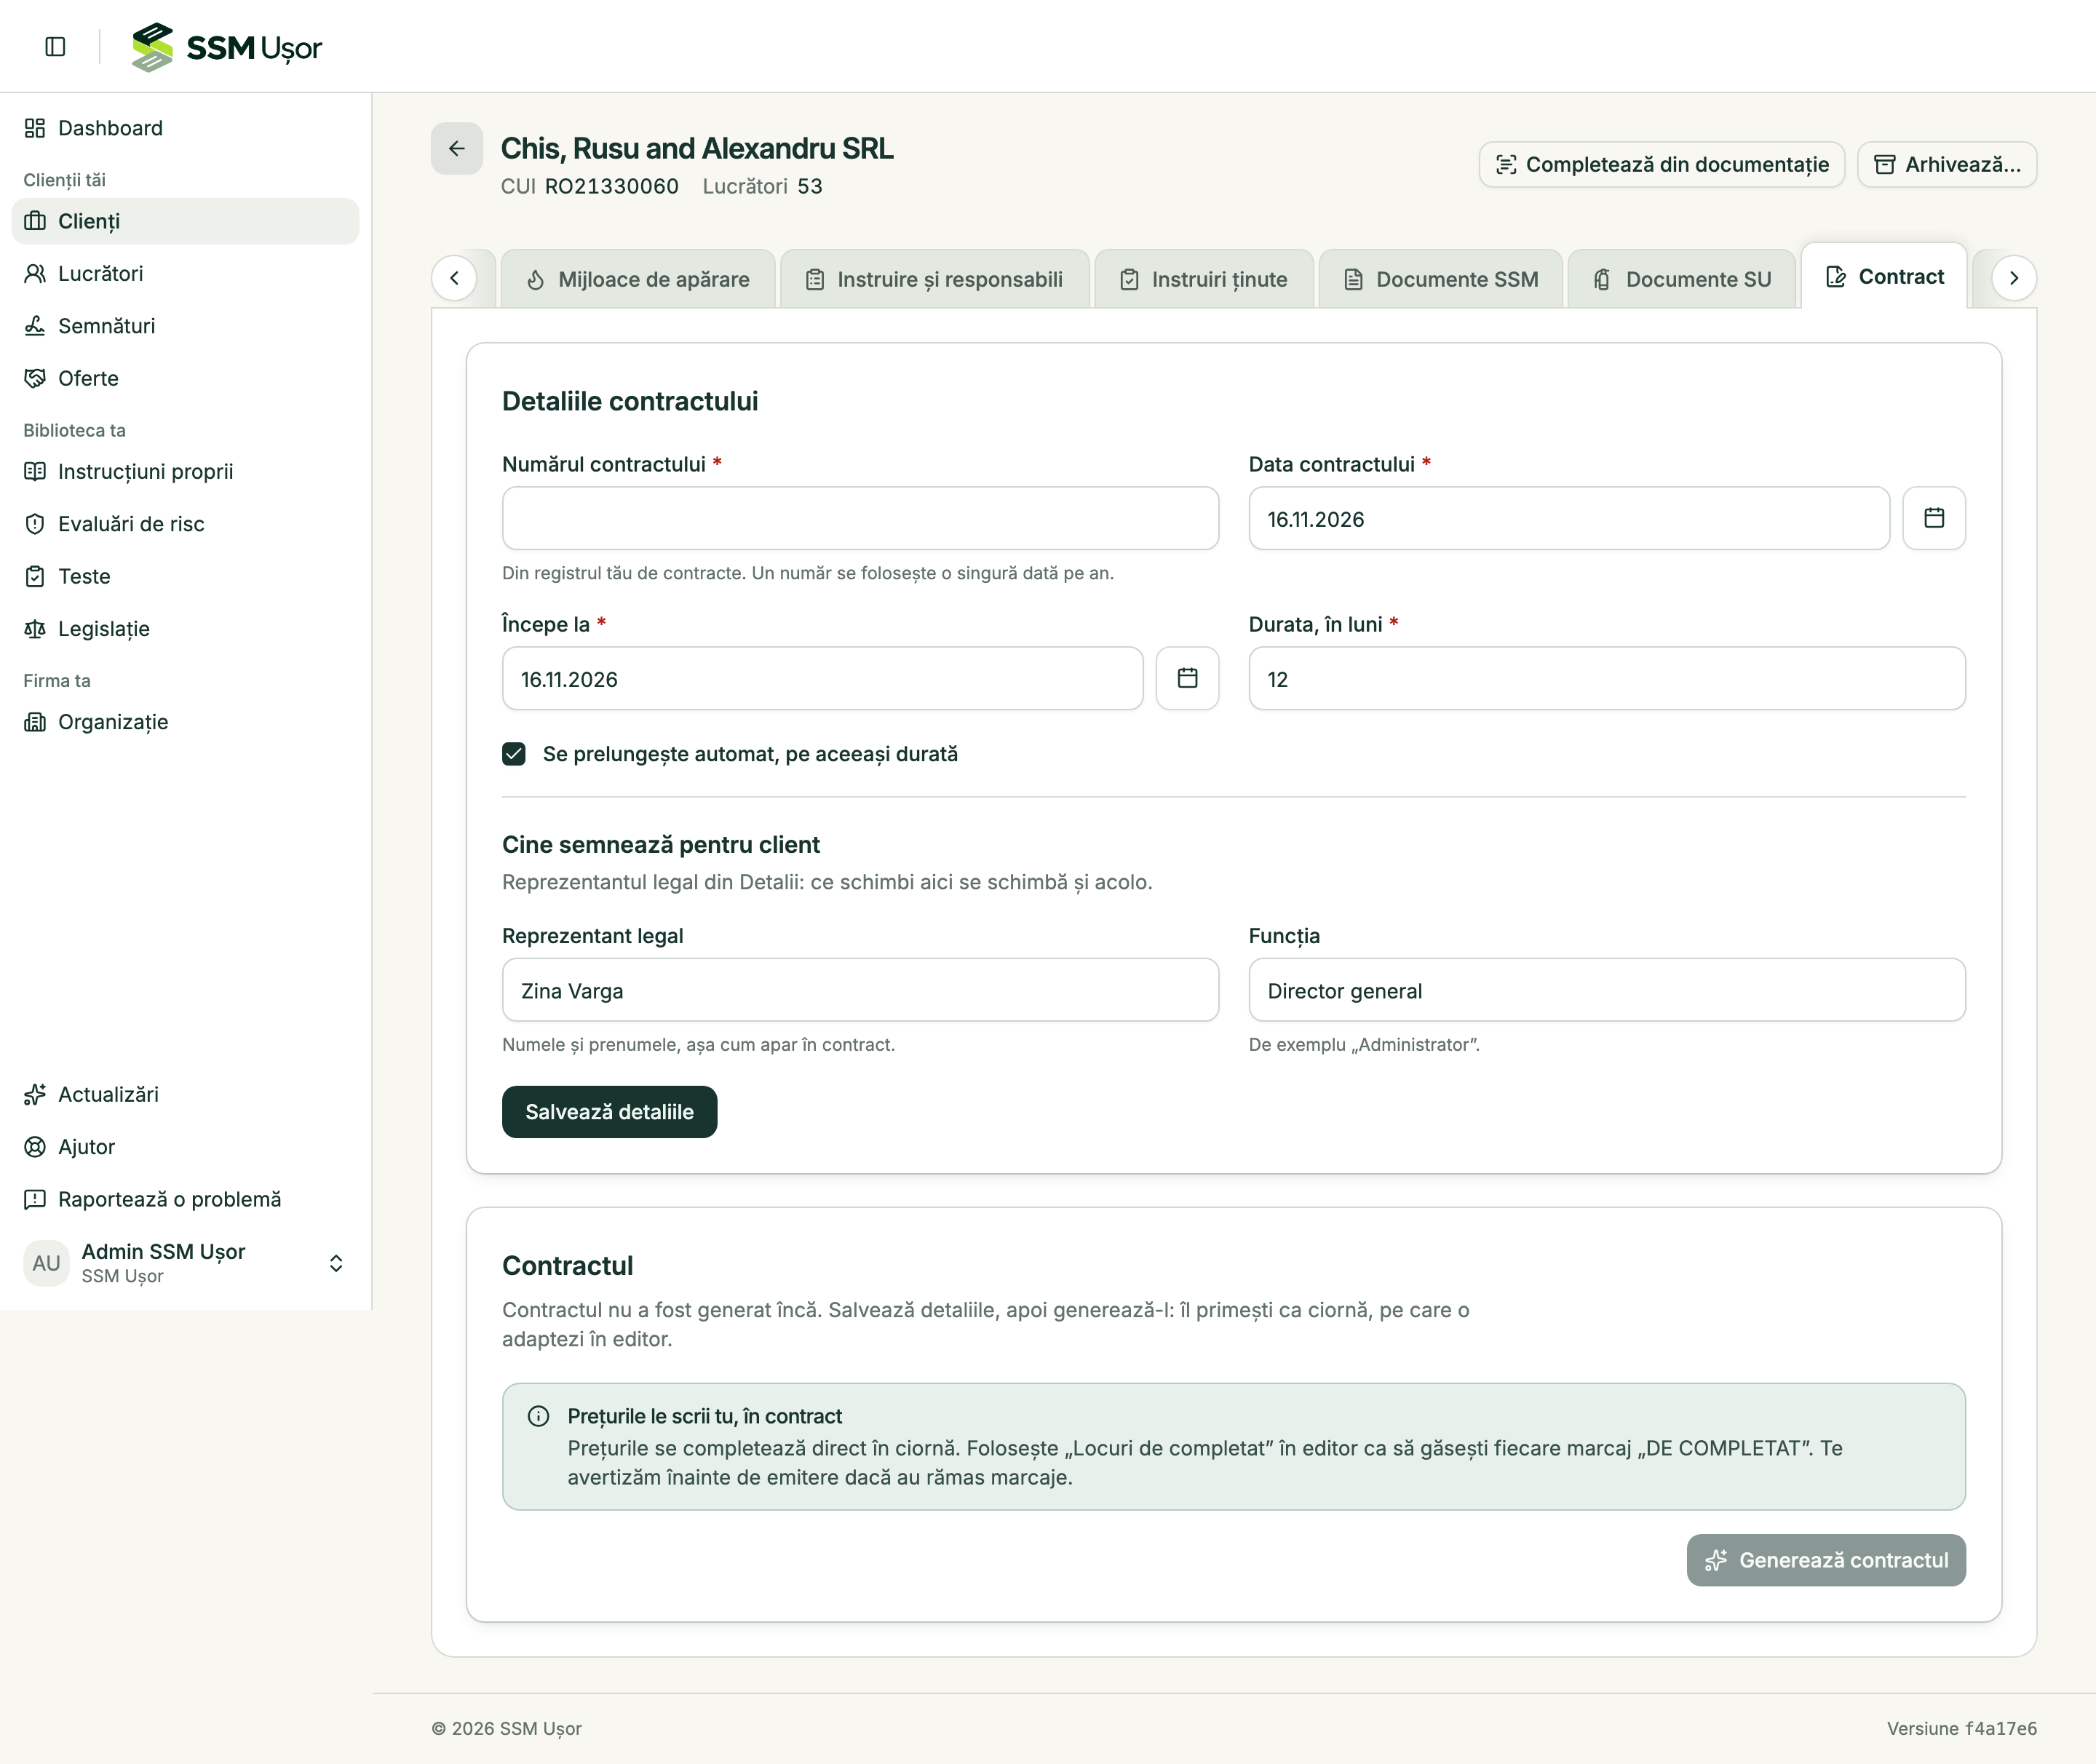 SSM Ușor
Dashboard
Clienții tăi
Clienți
Lucrători
Semnături
Oferte
Biblioteca ta
Instrucțiuni proprii
Evaluări de risc
Teste
Legislație
Firma ta
Organizație
Actualizări
Ajutor
Raportează o problemă
AU
Admin SSM Ușor
SSM Ușor
Chis, Rusu and Alexandru SRL
CUI RO21330060 Lucrători 53
Completează din documentație
Arhivează...
Mijloace de apărare
Instruire și responsabili
Instruiri ținute
Documente SSM
Documente SU
Contract
Detaliile contractului
Numărul contractului *
Data contractului *
16.11.2026
Din registrul tău de contracte. Un număr se folosește o singură dată pe an.
Începe la *
Durata, în luni *
16.11.2026
12
Se prelungește automat, pe aceeași durată
Cine semnează pentru client
Reprezentantul legal din Detalii: ce schimbi aici se schimbă și acolo.
Reprezentant legal
Funcția
Zina Varga
Director general
Numele și prenumele, așa cum apar în contract.
De exemplu „Administrator”.
Salvează detaliile
Contractul
Contractul nu a fost generat încă. Salvează detaliile, apoi generează-l: îl primești ca ciornă, pe care o
adaptezi în editor.
Prețurile le scrii tu, în contract
Prețurile se completează direct în ciornă. Folosește „Locuri de completat” în editor ca să găsești fiecare marcaj „DE COMPLETAT”. Te
avertizăm înainte de emitere dacă au rămas marcaje.
Generează contractul
© 2026 SSM Ușor
Versiune f4a17e6